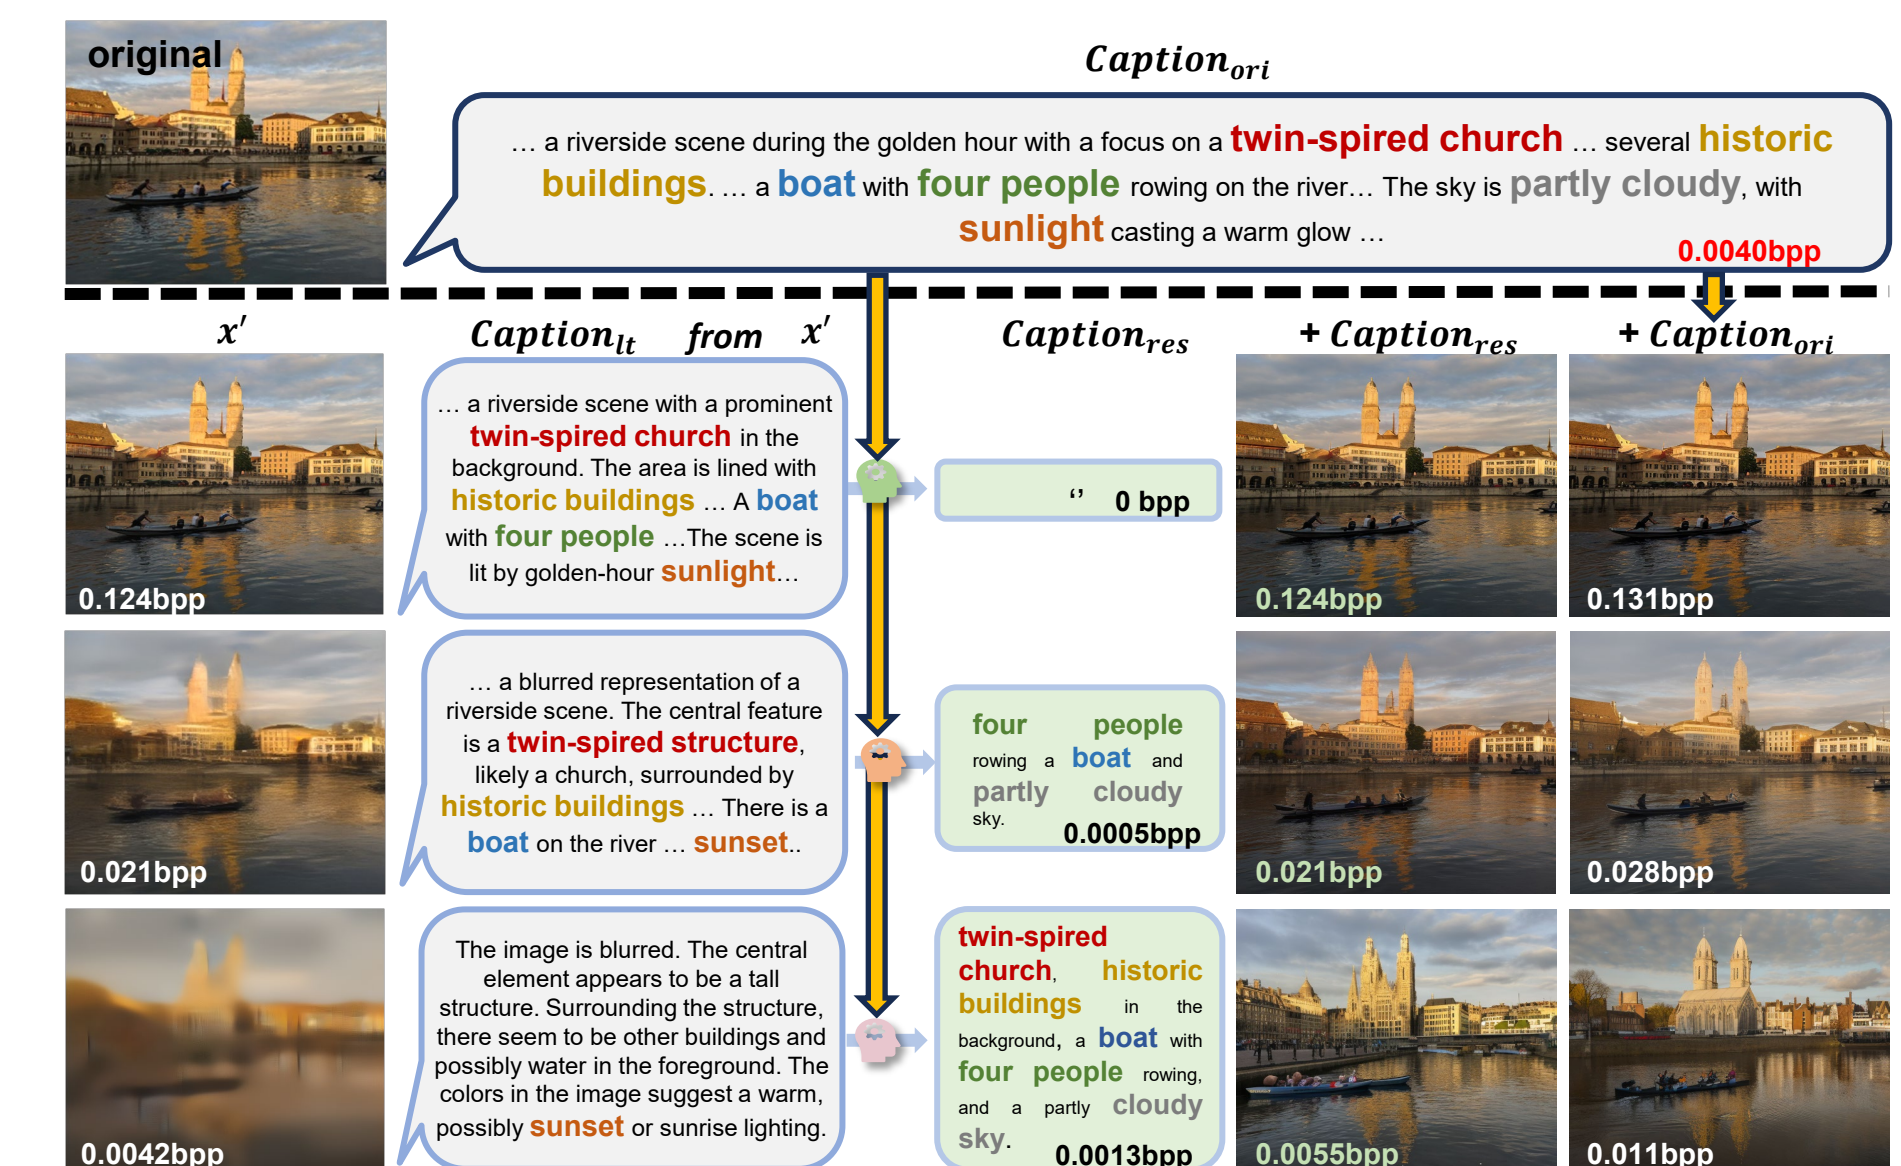 original
Caption_ori
… a riverside scene during the golden hour with a focus on a twin-spired church … several historic
buildings. … a boat with four people rowing on the river… The sky is partly cloudy, with
sunlight casting a warm glow …
0.0040bpp
x′
Caption_lt from x′
Caption_res
+ Caption_res
+ Caption_ori
… a riverside scene with a prominent
twin-spired church in the
background. The area is lined with
historic buildings … A boat
with four people …The scene is
lit by golden-hour sunlight…
0.124bpp
‘’ 0 bpp
0.124bpp
0.131bpp
… a blurred representation of a
riverside scene. The central feature
is a twin-spired structure,
likely a church, surrounded by
historic buildings … There is a
boat on the river … sunset..
0.021bpp
four people
rowing a boat and
partly cloudy
sky.
0.0005bpp
0.021bpp
0.028bpp
The image is blurred. The central
element appears to be a tall
structure. Surrounding the structure,
there seem to be other buildings and
possibly water in the foreground. The
colors in the image suggest a warm,
possibly sunset or sunrise lighting.
0.0042bpp
twin-spired
church, historic
buildings in the
background, a boat with
four people rowing,
and a partly cloudy
sky.
0.0013bpp
0.0055bpp
0.011bpp